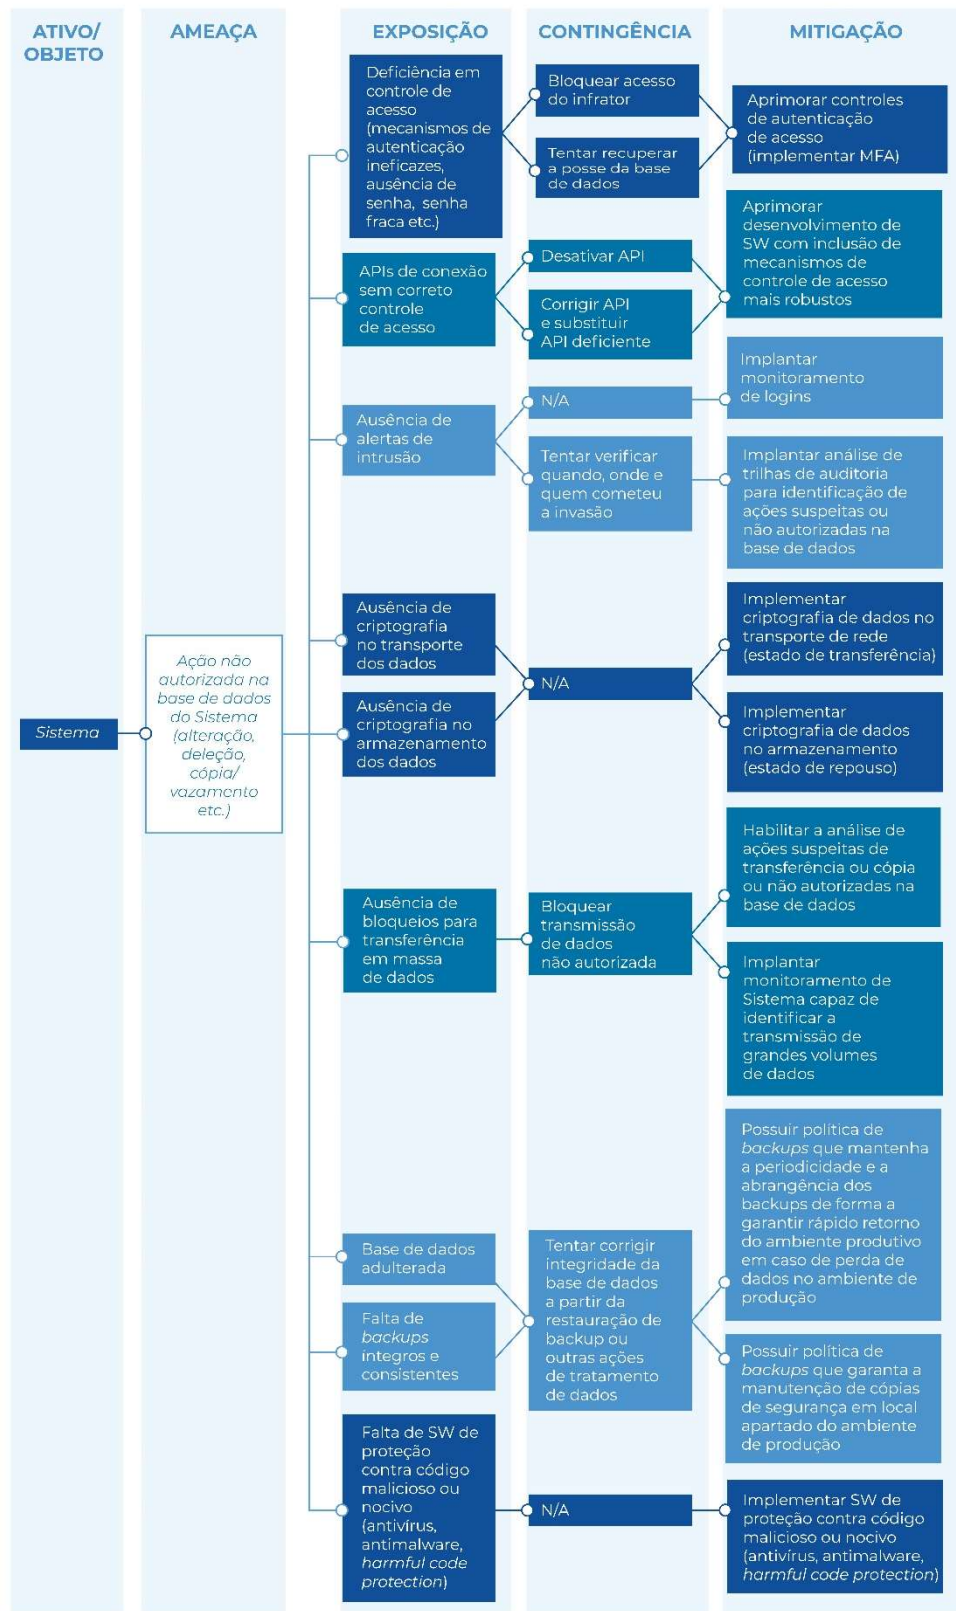 ATIVO/
OBJETO
AMEAÇA
EXPOSIÇÃO
CONTINGÊNCIA
MITIGAÇÃO
Sistema
Ação não
autorizada na
base de dados
do Sistema
(alteração,
deleção,
cópia/
vazamento
etc.)
Deficiência em
controle de
acesso
(mecanismos de
autenticação
ineficazes,
ausência de
senha, senha
fraca etc.)
Bloquear acesso
do infrator
Tentar recuperar
a posse da base
de dados
Aprimorar controles
de autenticação
de acesso
(implementar MFA)
APIs de conexão
sem correto
controle
de acesso
Desativar API
Corrigir API
e substituir
API deficiente
Aprimorar
desenvolvimento de
SW com inclusão de
mecanismos de
controle de acesso
mais robustos
Ausência de
alertas de
intrusão
N/A
Tentar verificar
quando, onde e
quem cometeu
a invasão
Implantar
monitoramento
de logins
Implantar análise de
trilhas de auditoria
para identificação de
ações suspeitas ou
não autorizadas na
base de dados
Ausência de
criptografia
no transporte
dos dados
Ausência de
criptografia no
armazenamento
dos dados
N/A
Implementar
criptografia de dados no
transporte de rede
(estado de transferência)
Implementar
criptografia de dados
no armazenamento
(estado de repouso)
Ausência de
bloqueios para
transferência
em massa
de dados
Bloquear
transmissão
de dados
não autorizada
Habilitar a análise de
ações suspeitas de
transferência ou cópia
ou não autorizadas na
base de dados
Implantar
monitoramento de
Sistema capaz de
identificar a
transmissão de
grandes volumes
de dados
Base de dados
adulterada
Falta de
backups
íntegros e
consistentes
Tentar corrigir
integridade da
base de dados
a partir da
restauração de
backup ou
outras ações
de tratamento
de dados
Possuir política de
backups que mantenha
a periodicidade e a
abrangência dos
backups de forma a
garantir rápido retorno
do ambiente produtivo
em caso de perda de
dados no ambiente de
produção
Possuir política de
backups que garanta a
manutenção de cópias
de segurança em local
apartado do ambiente
de produção
Falta de SW de
proteção
contra código
malicioso ou
nocivo
(antivírus,
antimalware,
harmful code
protection)
N/A
Implementar SW de
proteção contra código
malicioso ou nocivo
(antivírus, antimalware,
harmful code protection)